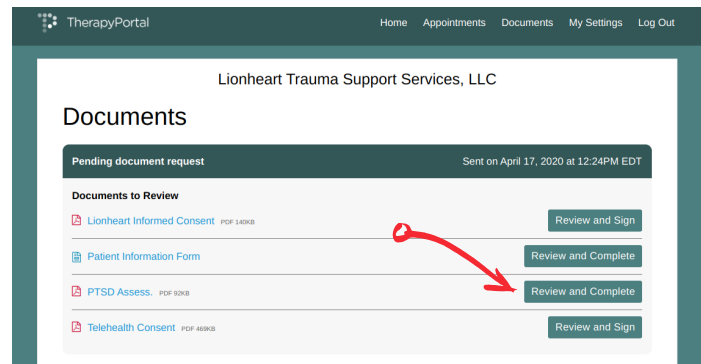 TherapyPortal Home Appointments Documents My Settings Log Out
Lionheart Trauma Support Services, LLC
Documents
Pending document request Sent on April 17, 2020 at 12:24PM EDT
Documents to Review
Lionheart Informed Consent PDF 140KB Review and Sign
Patient Information Form Review and Complete
PTSD Assess. PDF 92KB Review and Complete
Telehealth Consent PDF 469KB Review and Sign